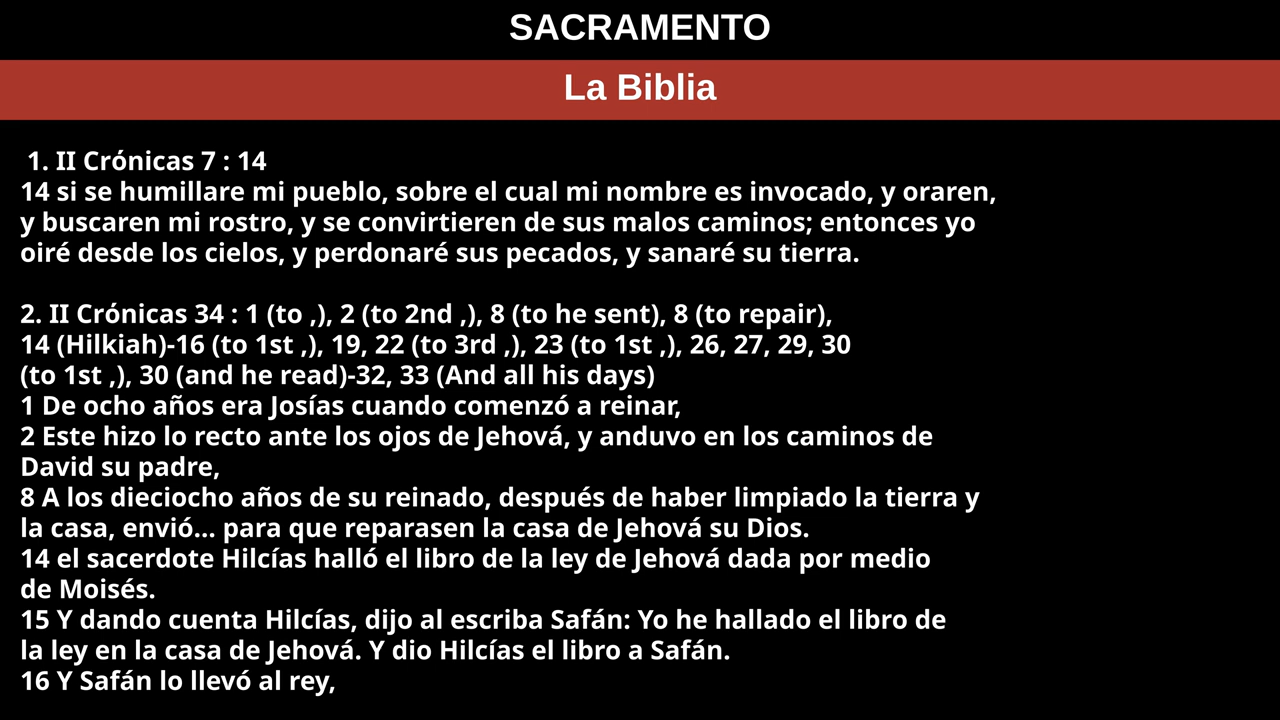 SACRAMENTO
La Biblia
1. II Crónicas 7 : 14
14 si se humillare mi pueblo, sobre el cual mi nombre es invocado, y oraren,
y buscaren mi rostro, y se convirtieren de sus malos caminos; entonces yo
oiré desde los cielos, y perdonaré sus pecados, y sanaré su tierra.
2. II Crónicas 34 : 1 (to ,), 2 (to 2nd ,), 8 (to he sent), 8 (to repair),
14 (Hilkiah)-16 (to 1st ,), 19, 22 (to 3rd ,), 23 (to 1st ,), 26, 27, 29, 30
(to 1st ,), 30 (and he read)-32, 33 (And all his days)
1 De ocho años era Josías cuando comenzó a reinar,
2 Este hizo lo recto ante los ojos de Jehová, y anduvo en los caminos de
David su padre,
8 A los dieciocho años de su reinado, después de haber limpiado la tierra y
la casa, envió... para que reparasen la casa de Jehová su Dios.
14 el sacerdote Hilcías halló el libro de la ley de Jehová dada por medio
de Moisés.
15 Y dando cuenta Hilcías, dijo al escriba Safán: Yo he hallado el libro de
la ley en la casa de Jehová. Y dio Hilcías el libro a Safán.
16 Y Safán lo llevó al rey,